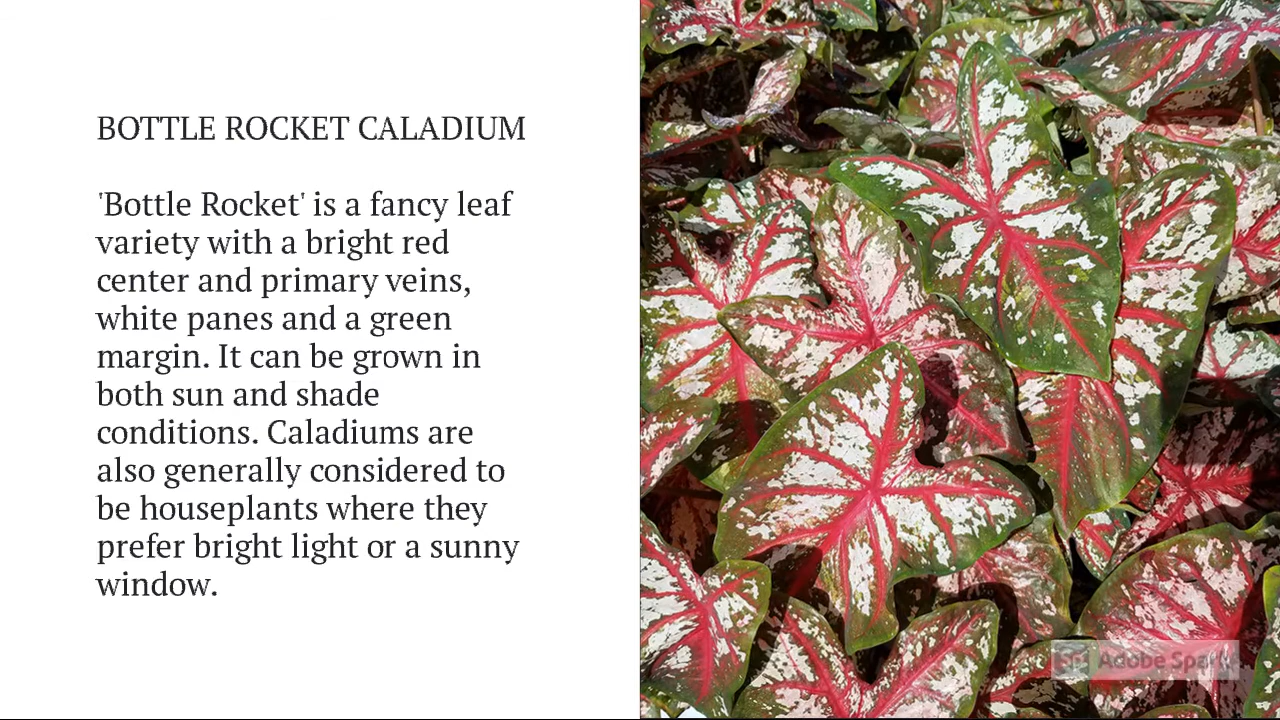 BOTTLE ROCKET CALADIUM
'Bottle Rocket' is a fancy leaf
variety with a bright red
center and primary veins,
white panes and a green
margin. It can be grown in
both sun and shade
conditions. Caladiums are
also generally considered to
be houseplants where they
prefer bright light or a sunny
window.
Sp Adobe Spark